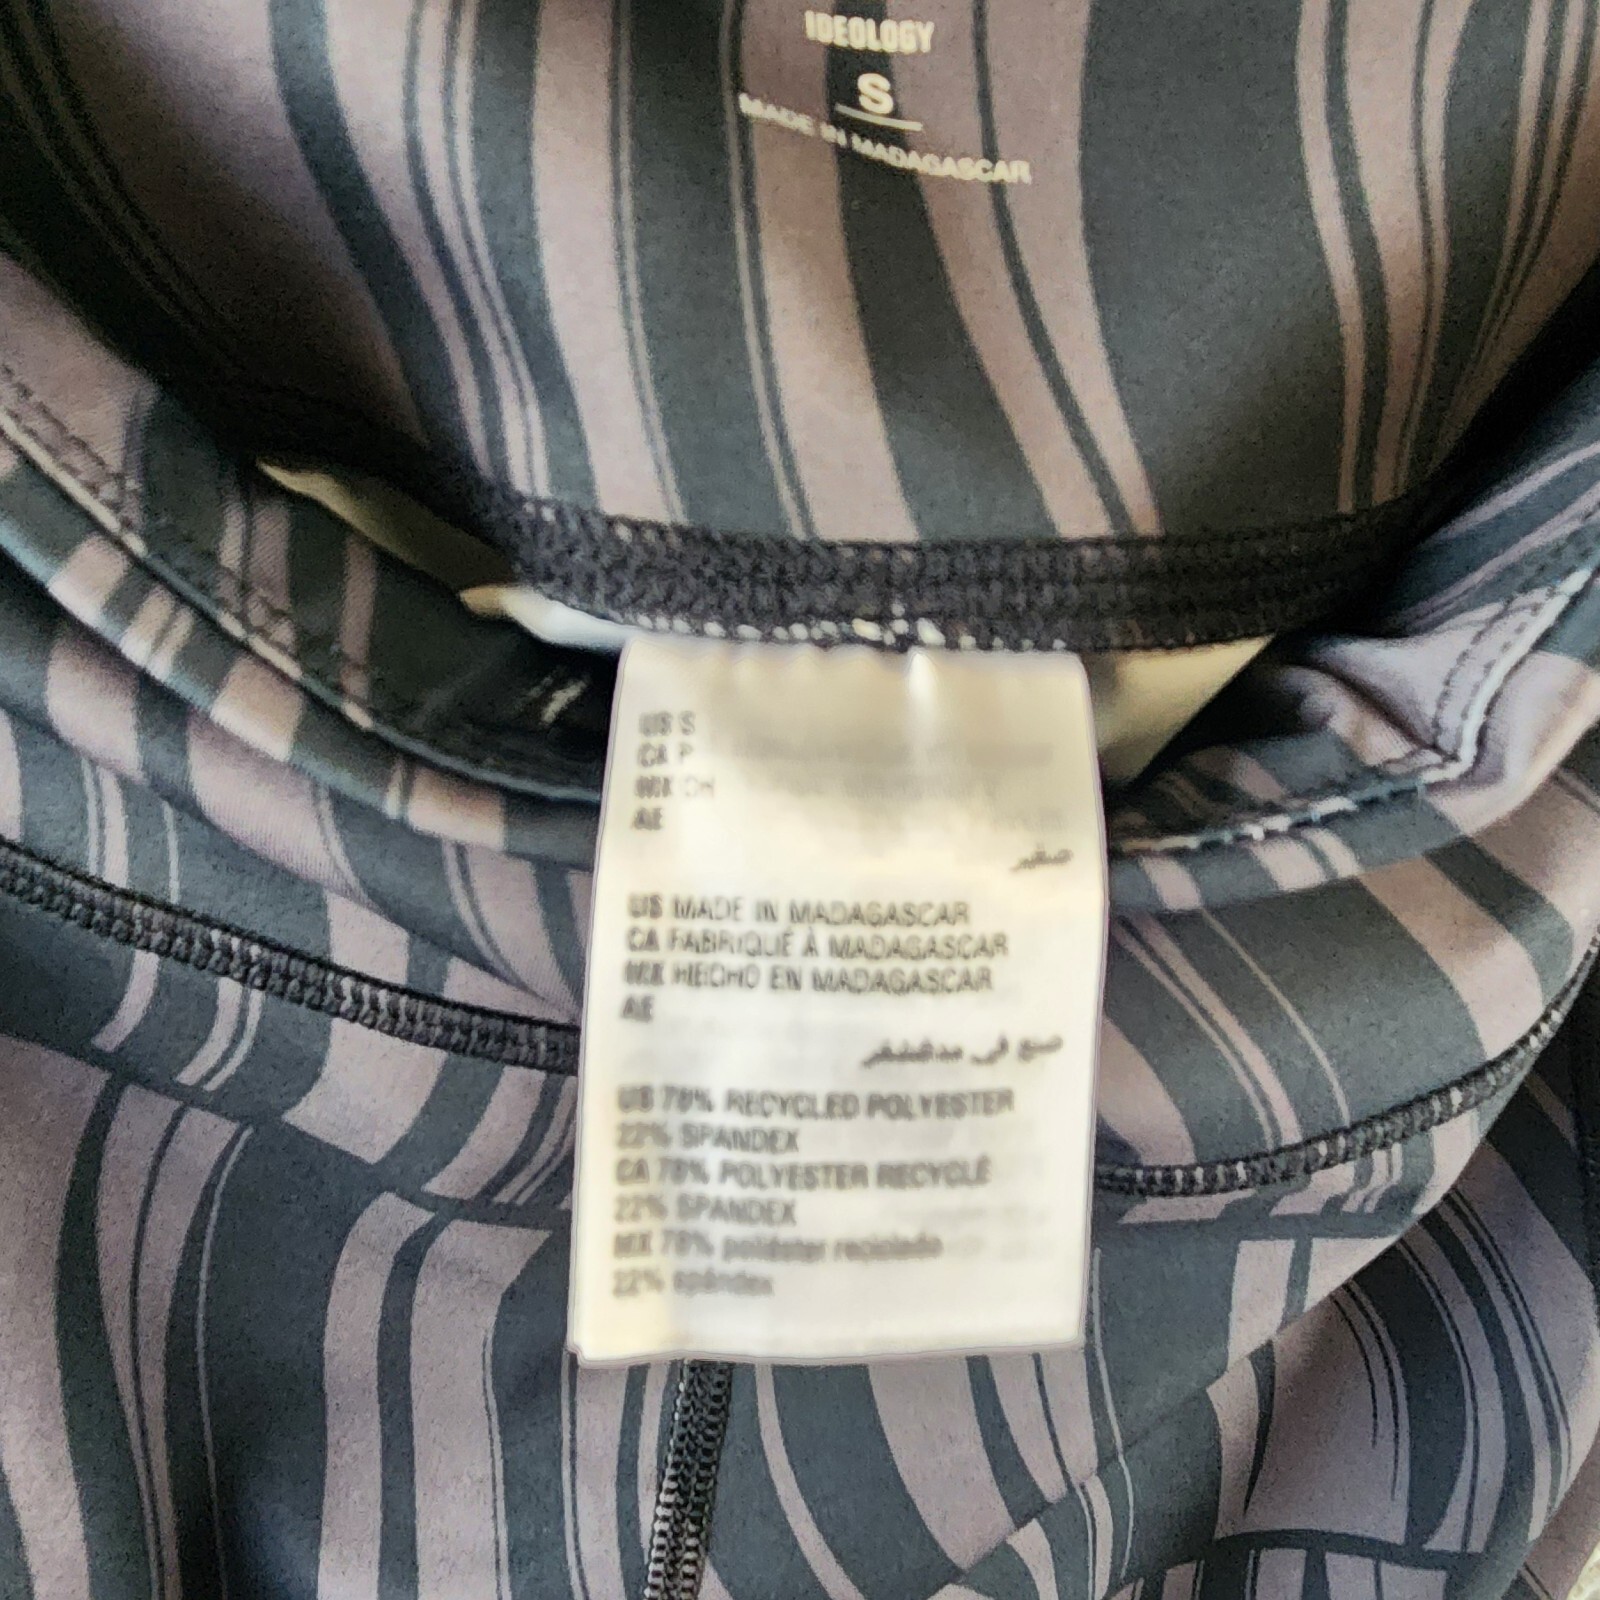 IDEOLOGY
S
MADE IN MADAGASCAR
US S
CA P
MX CH
AE
صغير
US MADE IN MADAGASCAR
CA FABRIQUÉ À MADAGASCAR
MX HECHO EN MADAGASCAR
AE
صنع في مدغشقر
US 78% RECYCLED POLYESTER
22% SPANDEX
CA 78% POLYESTER RECYCLÉ
22% SPANDEX
MX 78% poliéster reciclado
22% spandex